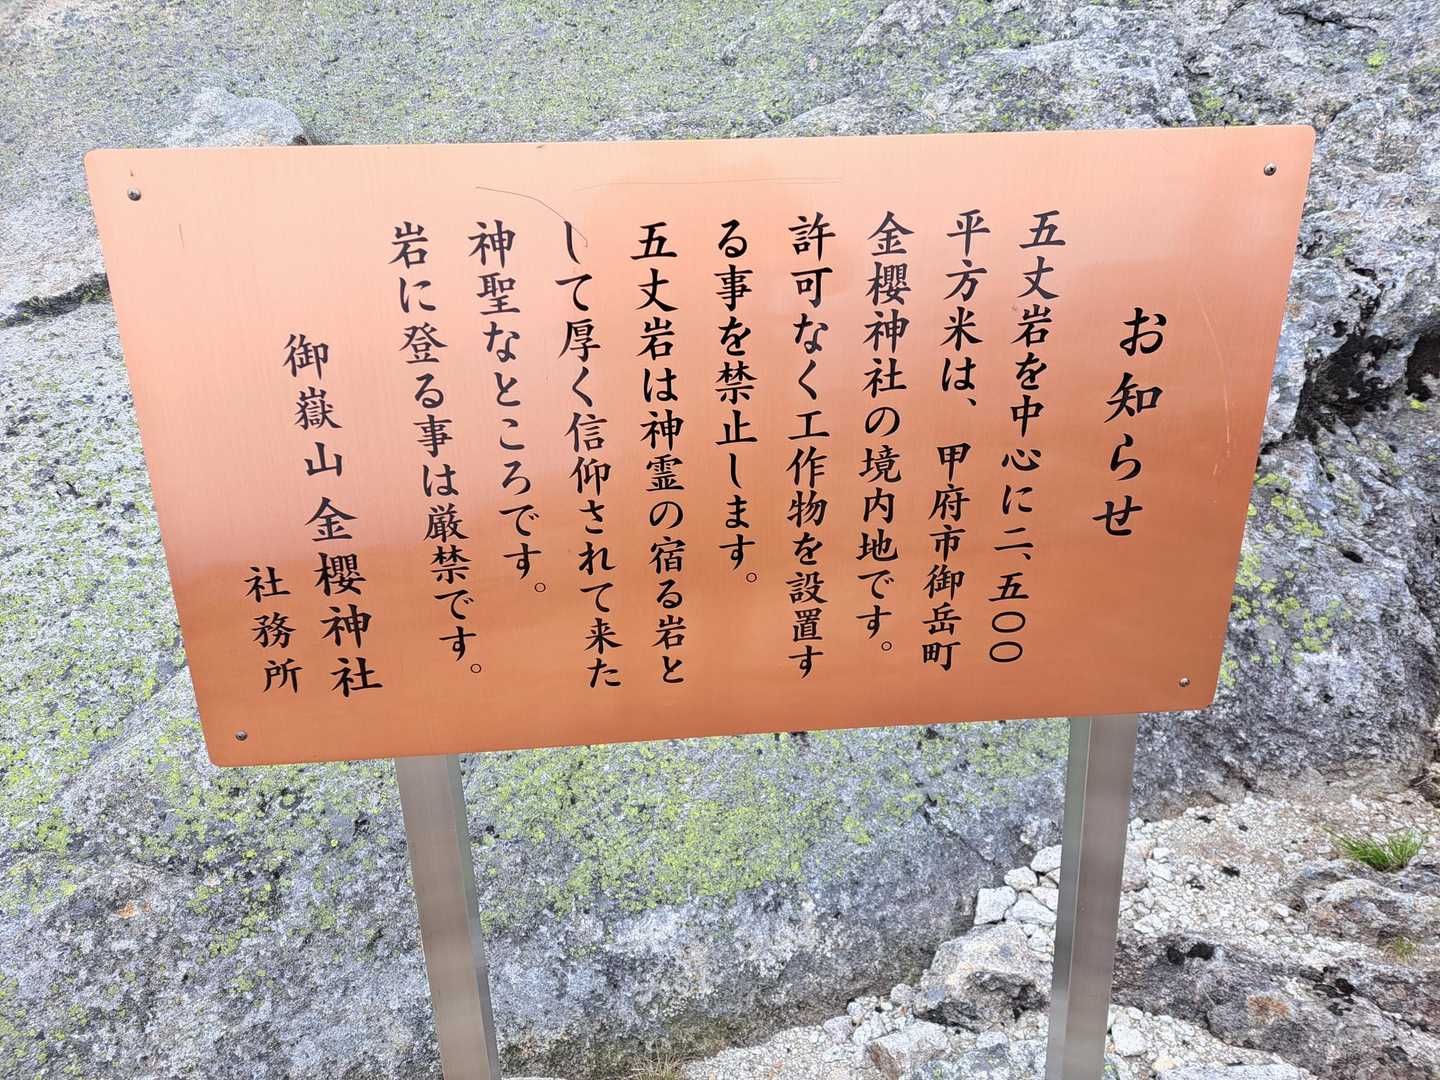 お知らせ
五丈岩を中心に二、五〇〇
平方米は、甲府市御岳町
金櫻神社の境内地です。
許可なく工作物を設置す
る事を禁止します。
五丈岩は神霊の宿る岩と
して厚く信仰されて来た
神聖なところです。
岩に登る事は厳禁です。
御嶽山金櫻神社
社務所